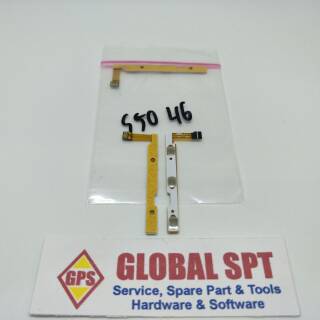 S50 4G
GPS
GLOBAL SPT
Service, Spare Part & Tools
Hardware & Software